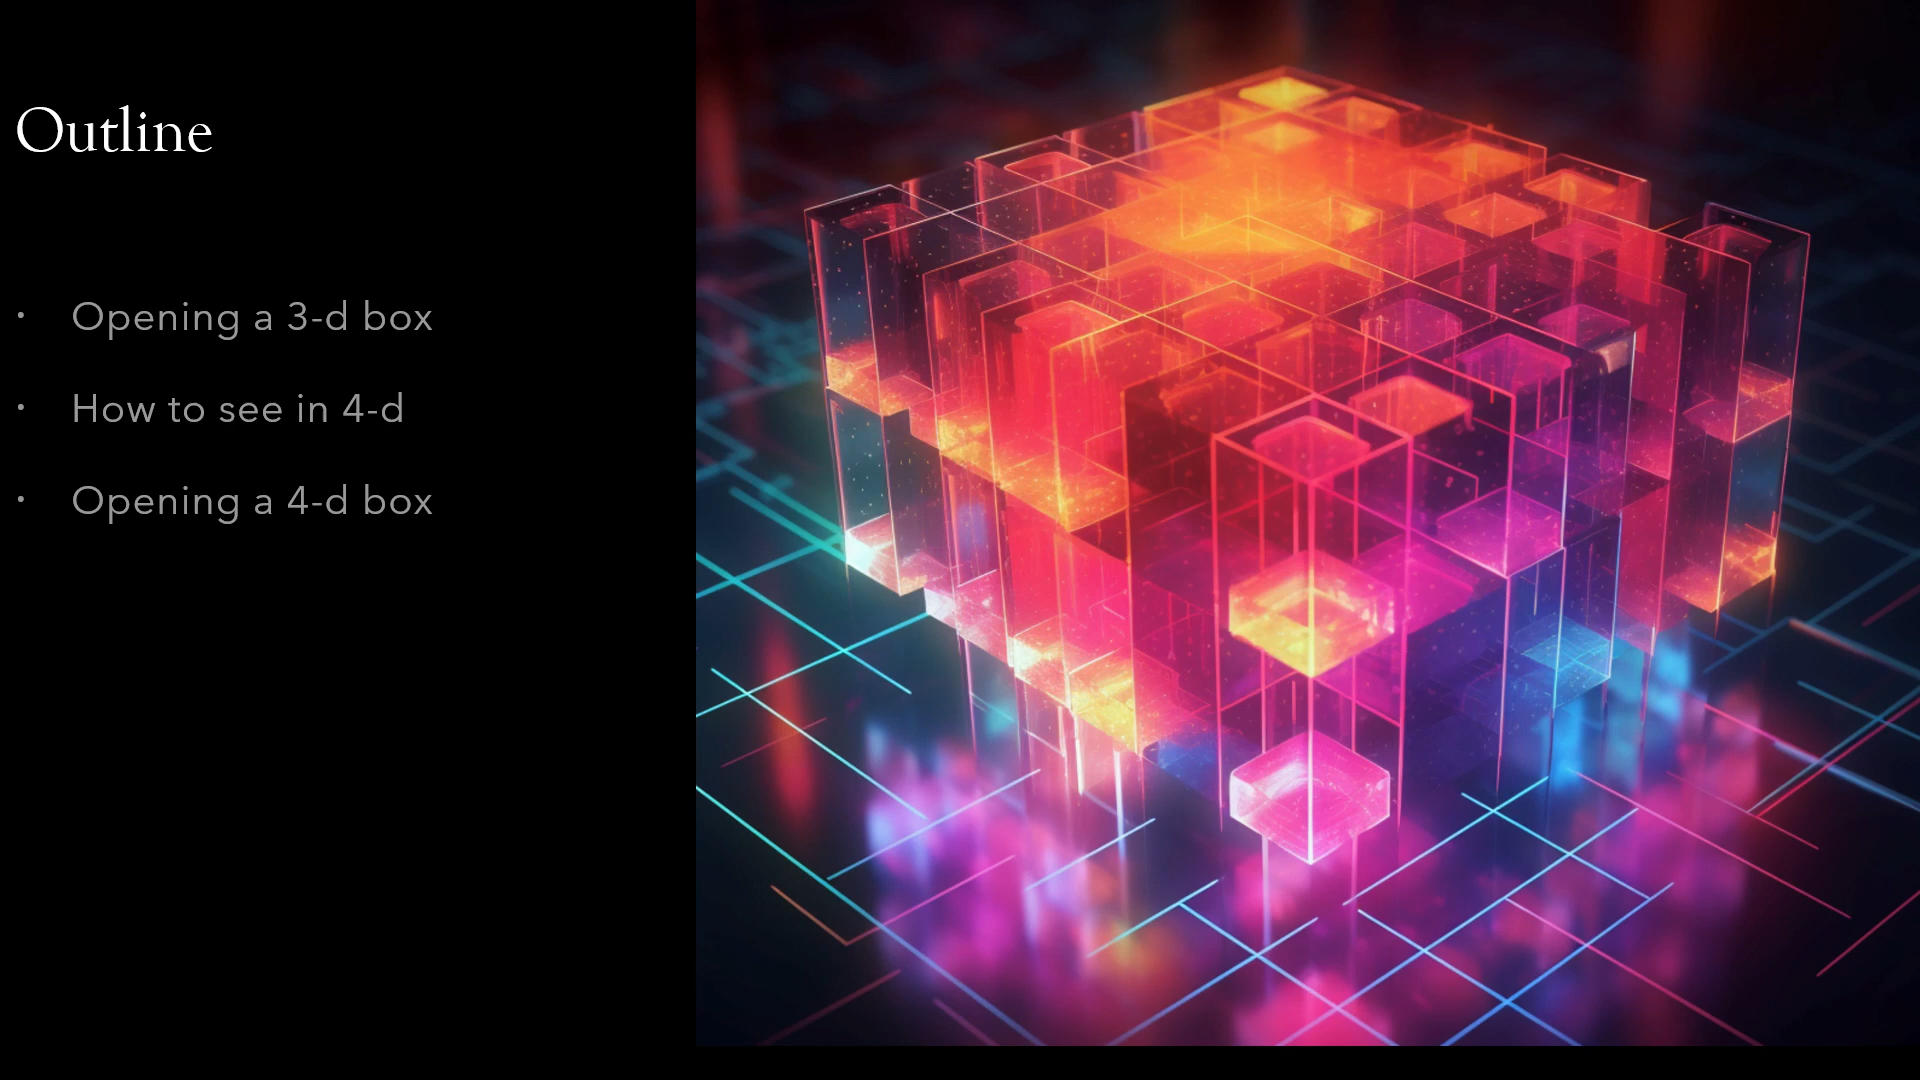 Outline
• Opening a 3-d box
• How to see in 4-d
• Opening a 4-d box